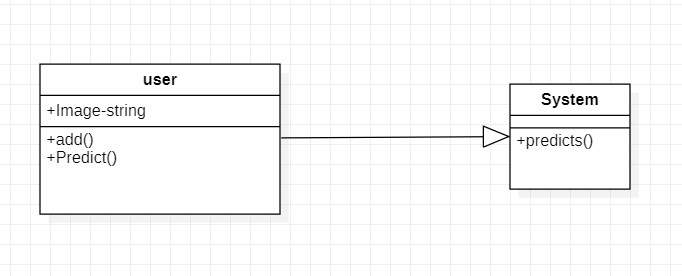 user
+Image-string
+add()
+Predict()
System
+predicts()